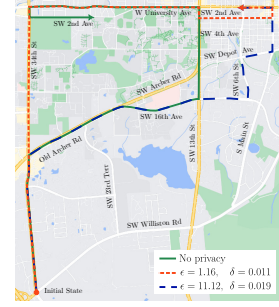 W University Ave
SW 2nd Ave
SW 2nd Ave
SW 4th Ave
SW Depot Ave
SW 34th St
SW 6th St
SW Archer Rd
SW 16th Ave
S Main St
Old Archer Rd
SW 13th St
SW 23rd Terr
SW Williston Rd
Initial State
No privacy
ϵ = 1.16, δ = 0.011
ϵ = 11.12, δ = 0.019